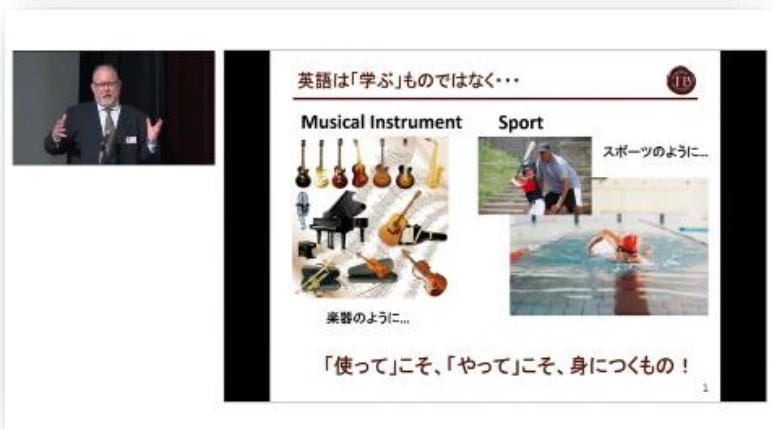 英語は「学ぶ」ものではなく・・・
TB
Musical Instrument
Sport
スポーツのように...
楽器のように...
「使って」こそ、「やって」こそ、身につくもの！
1